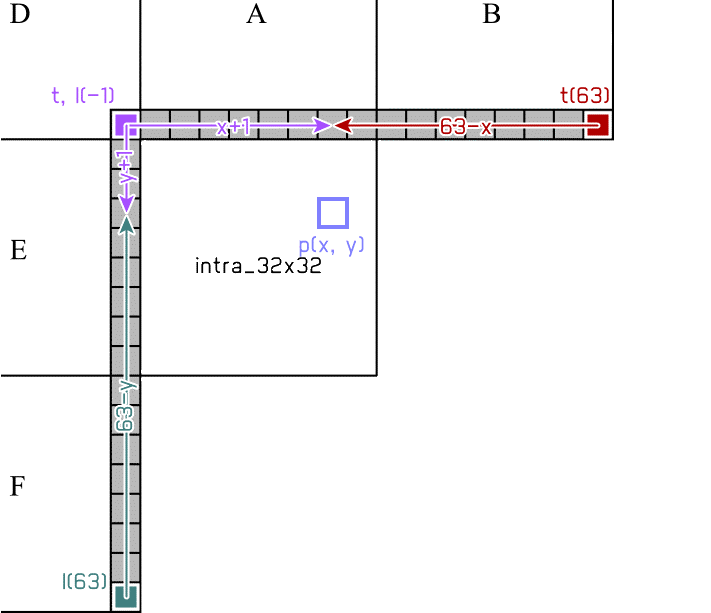 D
A
B
t, l(-1)
t(63)
x+1
63-x
y+1
E
p(x, y)
intra_32x32
63-y
F
l(63)